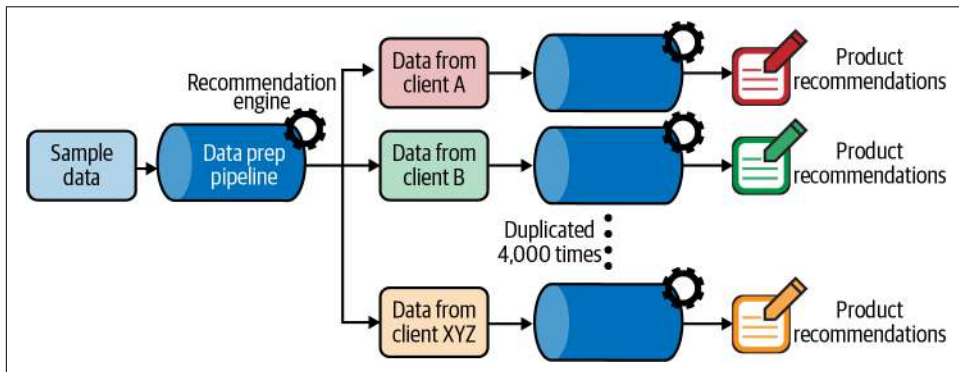 Sample
data
Recommendation
engine
Data prep
pipeline
Data from
client A
Product
recommendations
Data from
client B
Product
recommendations
Duplicated
4,000 times
Data from
client XYZ
Product
recommendations